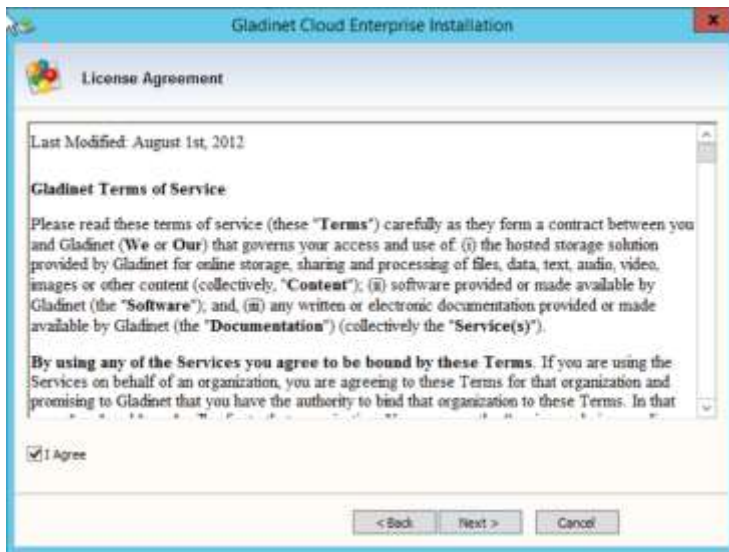 Gladinet Cloud Enterprise Installation
License Agreement
Last Modified: August 1st, 2012
Gladinet Terms of Service
Please read these terms of service (these "Terms") carefully as they form a contract between you
and Gladinet (We or Our) that governs your access and use of: (i) the hosted storage solution
provided by Gladinet for online storage, sharing and processing of files, data, text, audio, video,
images or other content (collectively, "Content"); (ii) software provided or made available by
Gladinet (the "Software"); and, (iii) any written or electronic documentation provided or made
available by Gladinet (the "Documentation") (collectively the "Service(s)").
By using any of the Services you agree to be bound by these Terms. If you are using the
Services on behalf of an organization, you are agreeing to these Terms for that organization and
promising to Gladinet that you have the authority to bind that organization to these Terms. In that
I Agree
< Back Next > Cancel